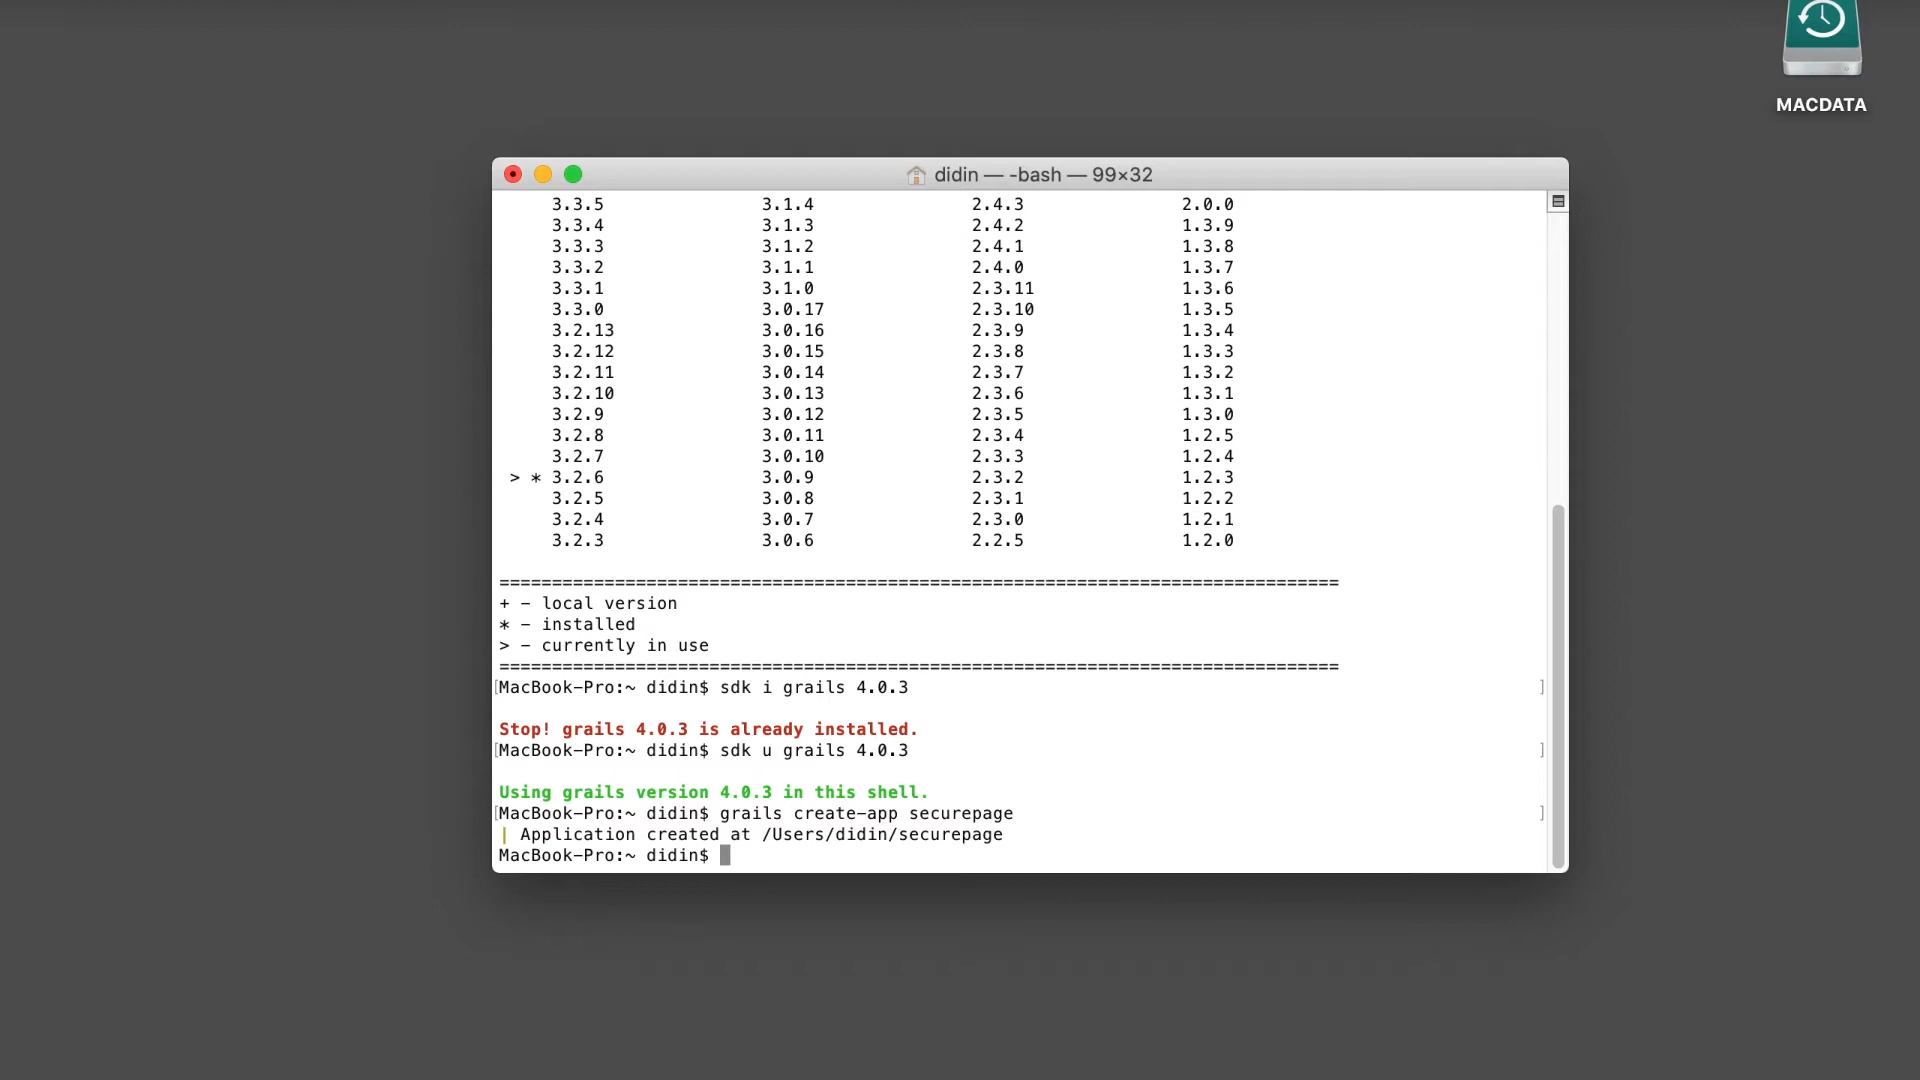 MACDATA
didin — -bash — 99×32
3.3.5 3.1.4 2.4.3 2.0.0
3.3.4 3.1.3 2.4.2 1.3.9
3.3.3 3.1.2 2.4.1 1.3.8
3.3.2 3.1.1 2.4.0 1.3.7
3.3.1 3.1.0 2.3.11 1.3.6
3.3.0 3.0.17 2.3.10 1.3.5
3.2.13 3.0.16 2.3.9 1.3.4
3.2.12 3.0.15 2.3.8 1.3.3
3.2.11 3.0.14 2.3.7 1.3.2
3.2.10 3.0.13 2.3.6 1.3.1
3.2.9 3.0.12 2.3.5 1.3.0
3.2.8 3.0.11 2.3.4 1.2.5
3.2.7 3.0.10 2.3.3 1.2.4
> * 3.2.6 3.0.9 2.3.2 1.2.3
3.2.5 3.0.8 2.3.1 1.2.2
3.2.4 3.0.7 2.3.0 1.2.1
3.2.3 3.0.6 2.2.5 1.2.0
================================================================================
+ - local version
* - installed
> - currently in use
================================================================================
[MacBook-Pro:~ didin$ sdk i grails 4.0.3 ]
Stop! grails 4.0.3 is already installed.
[MacBook-Pro:~ didin$ sdk u grails 4.0.3 ]
Using grails version 4.0.3 in this shell.
[MacBook-Pro:~ didin$ grails create-app securepage ]
| Application created at /Users/didin/securepage
MacBook-Pro:~ didin$